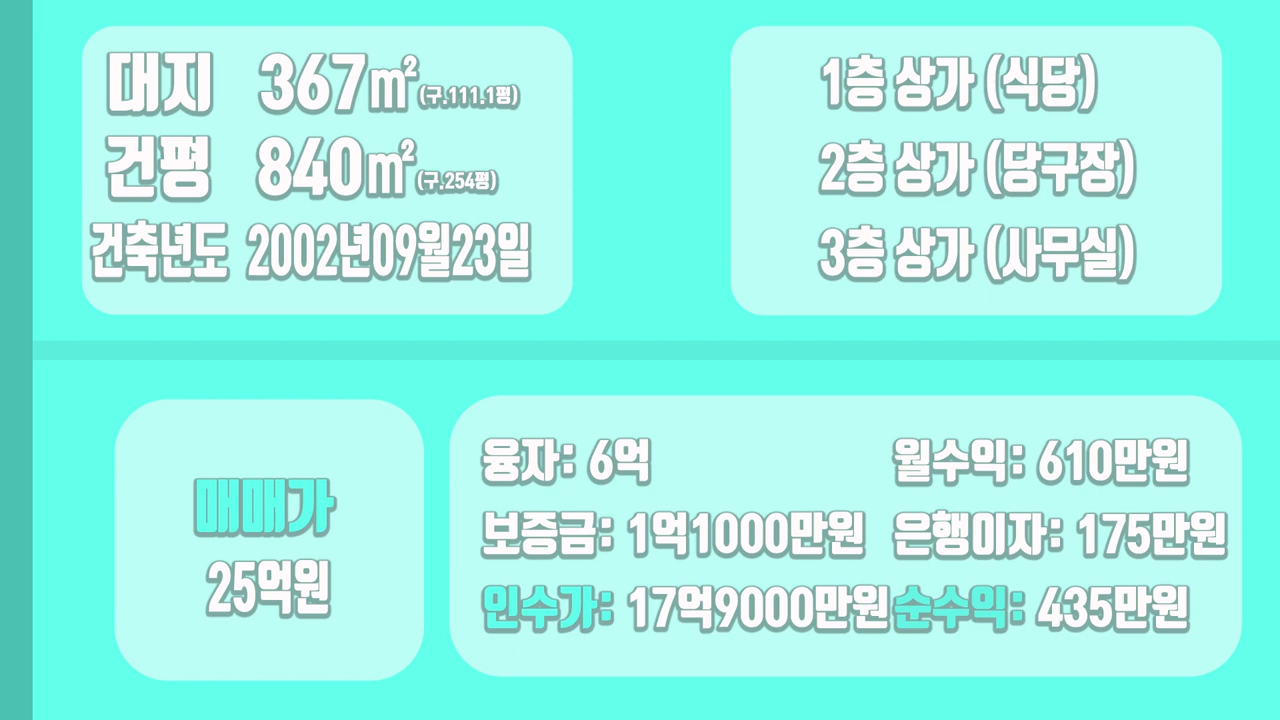 대지 367㎡(구.111.1평)
건평 840㎡(구.254평)
건축년도 2002년09월23일
1층 상가 (식당)
2층 상가 (당구장)
3층 상가 (사무실)
매매가
25억원
융자: 6억
보증금: 1억1000만원
인수가: 17억9000만원
월수익: 610만원
은행이자: 175만원
순수익: 435만원